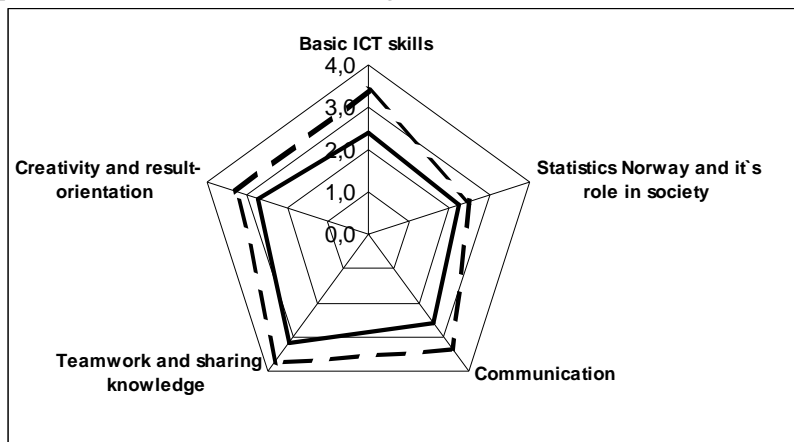 Basic ICT skills
4,0
3,0
2,0
1,0
0,0
Creativity and result-
orientation
Statistics Norway and it`s
role in society
Teamwork and sharing
knowledge
Communication